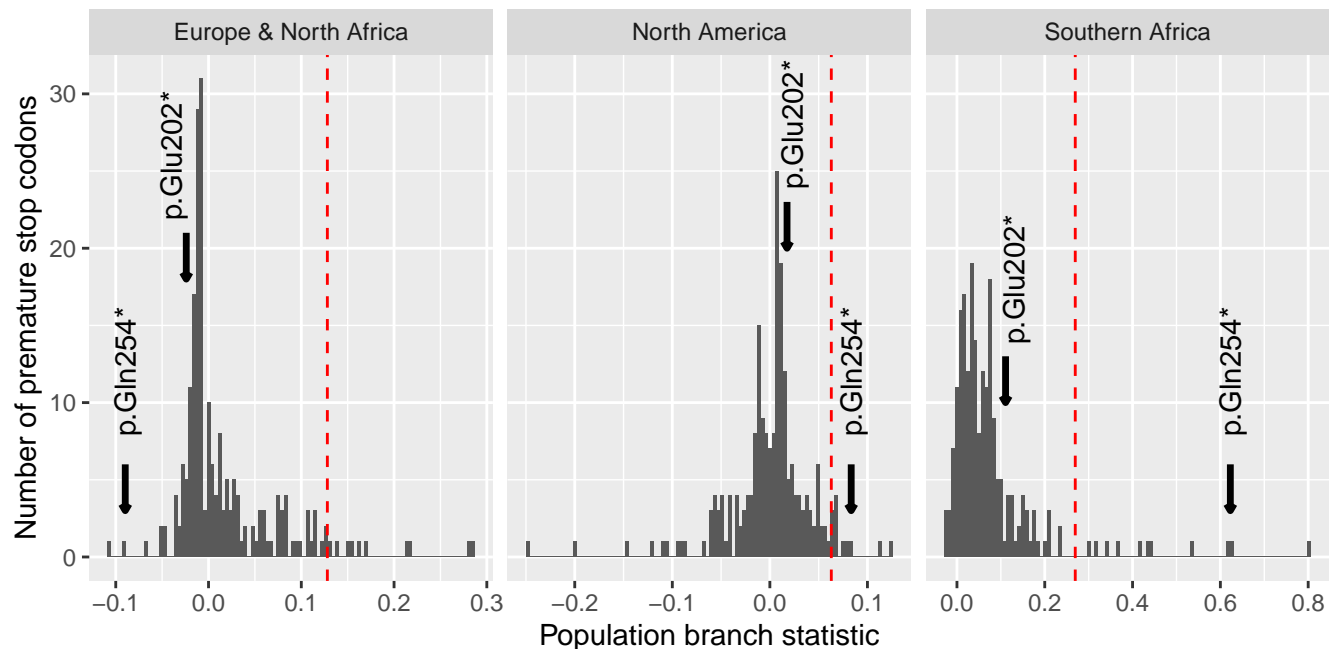 Europe & North Africa
North America
Southern Africa
Number of premature stop codons
30
20
10
0
p.Gln254*
p.Glu202*
p.Glu202*
p.Gln254*
p.Glu202*
p.Gln254*
−0.1 0.0 0.1 0.2 0.3
−0.2 −0.1 0.0 0.1
0.0 0.2 0.4 0.6 0.8
Population branch statistic